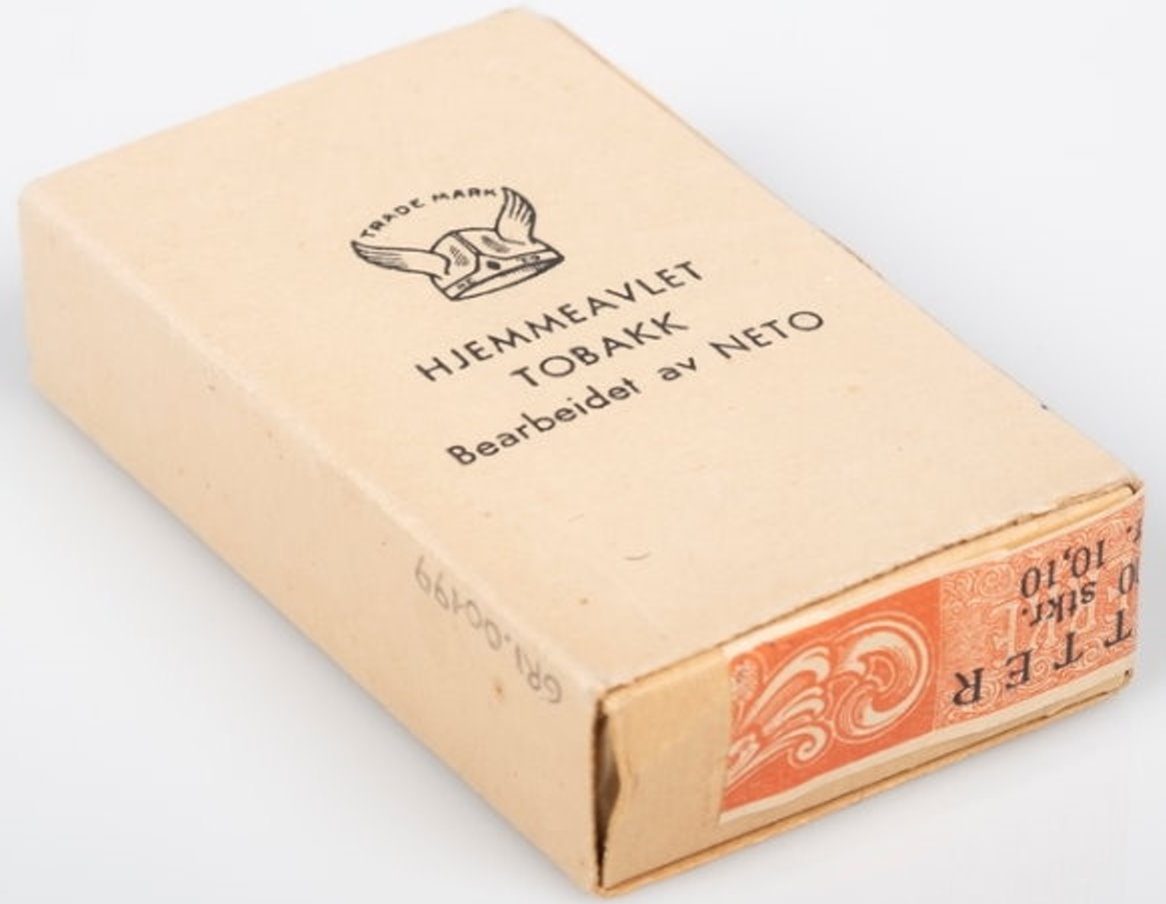 TRADE MARK
HJEMMEAVLET
TOBAKK
Bearbeidet av NETO
GRI.00199
TTER
0 stkr.
r. 10,10